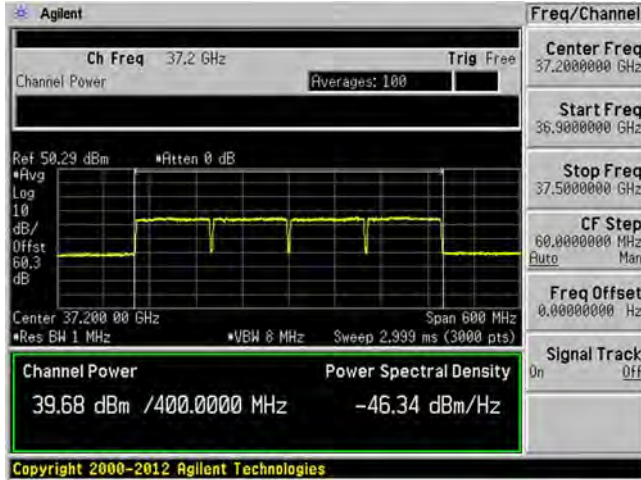 Agilent
Freq/Channel
Ch Freq 37.2 GHz Trig Free
Channel Power Averages: 100
Center Freq
37.2000000 GHz
Start Freq
36.9000000 GHz
Stop Freq
37.5000000 GHz
CF Step
60.0000000 MHz
Auto Man
Freq Offset
0.00000000 Hz
Signal Track
On Off
Ref 50.29 dBm *Atten 0 dB
*Avg
Log
10
dB/
Offst
60.3
dB
Center 37.200 00 GHz Span 600 MHz
*Res BW 1 MHz *VBW 8 MHz Sweep 2.999 ms (3000 pts)
Channel Power Power Spectral Density
39.68 dBm /400.0000 MHz -46.34 dBm/Hz
Copyright 2000-2012 Agilent Technologies